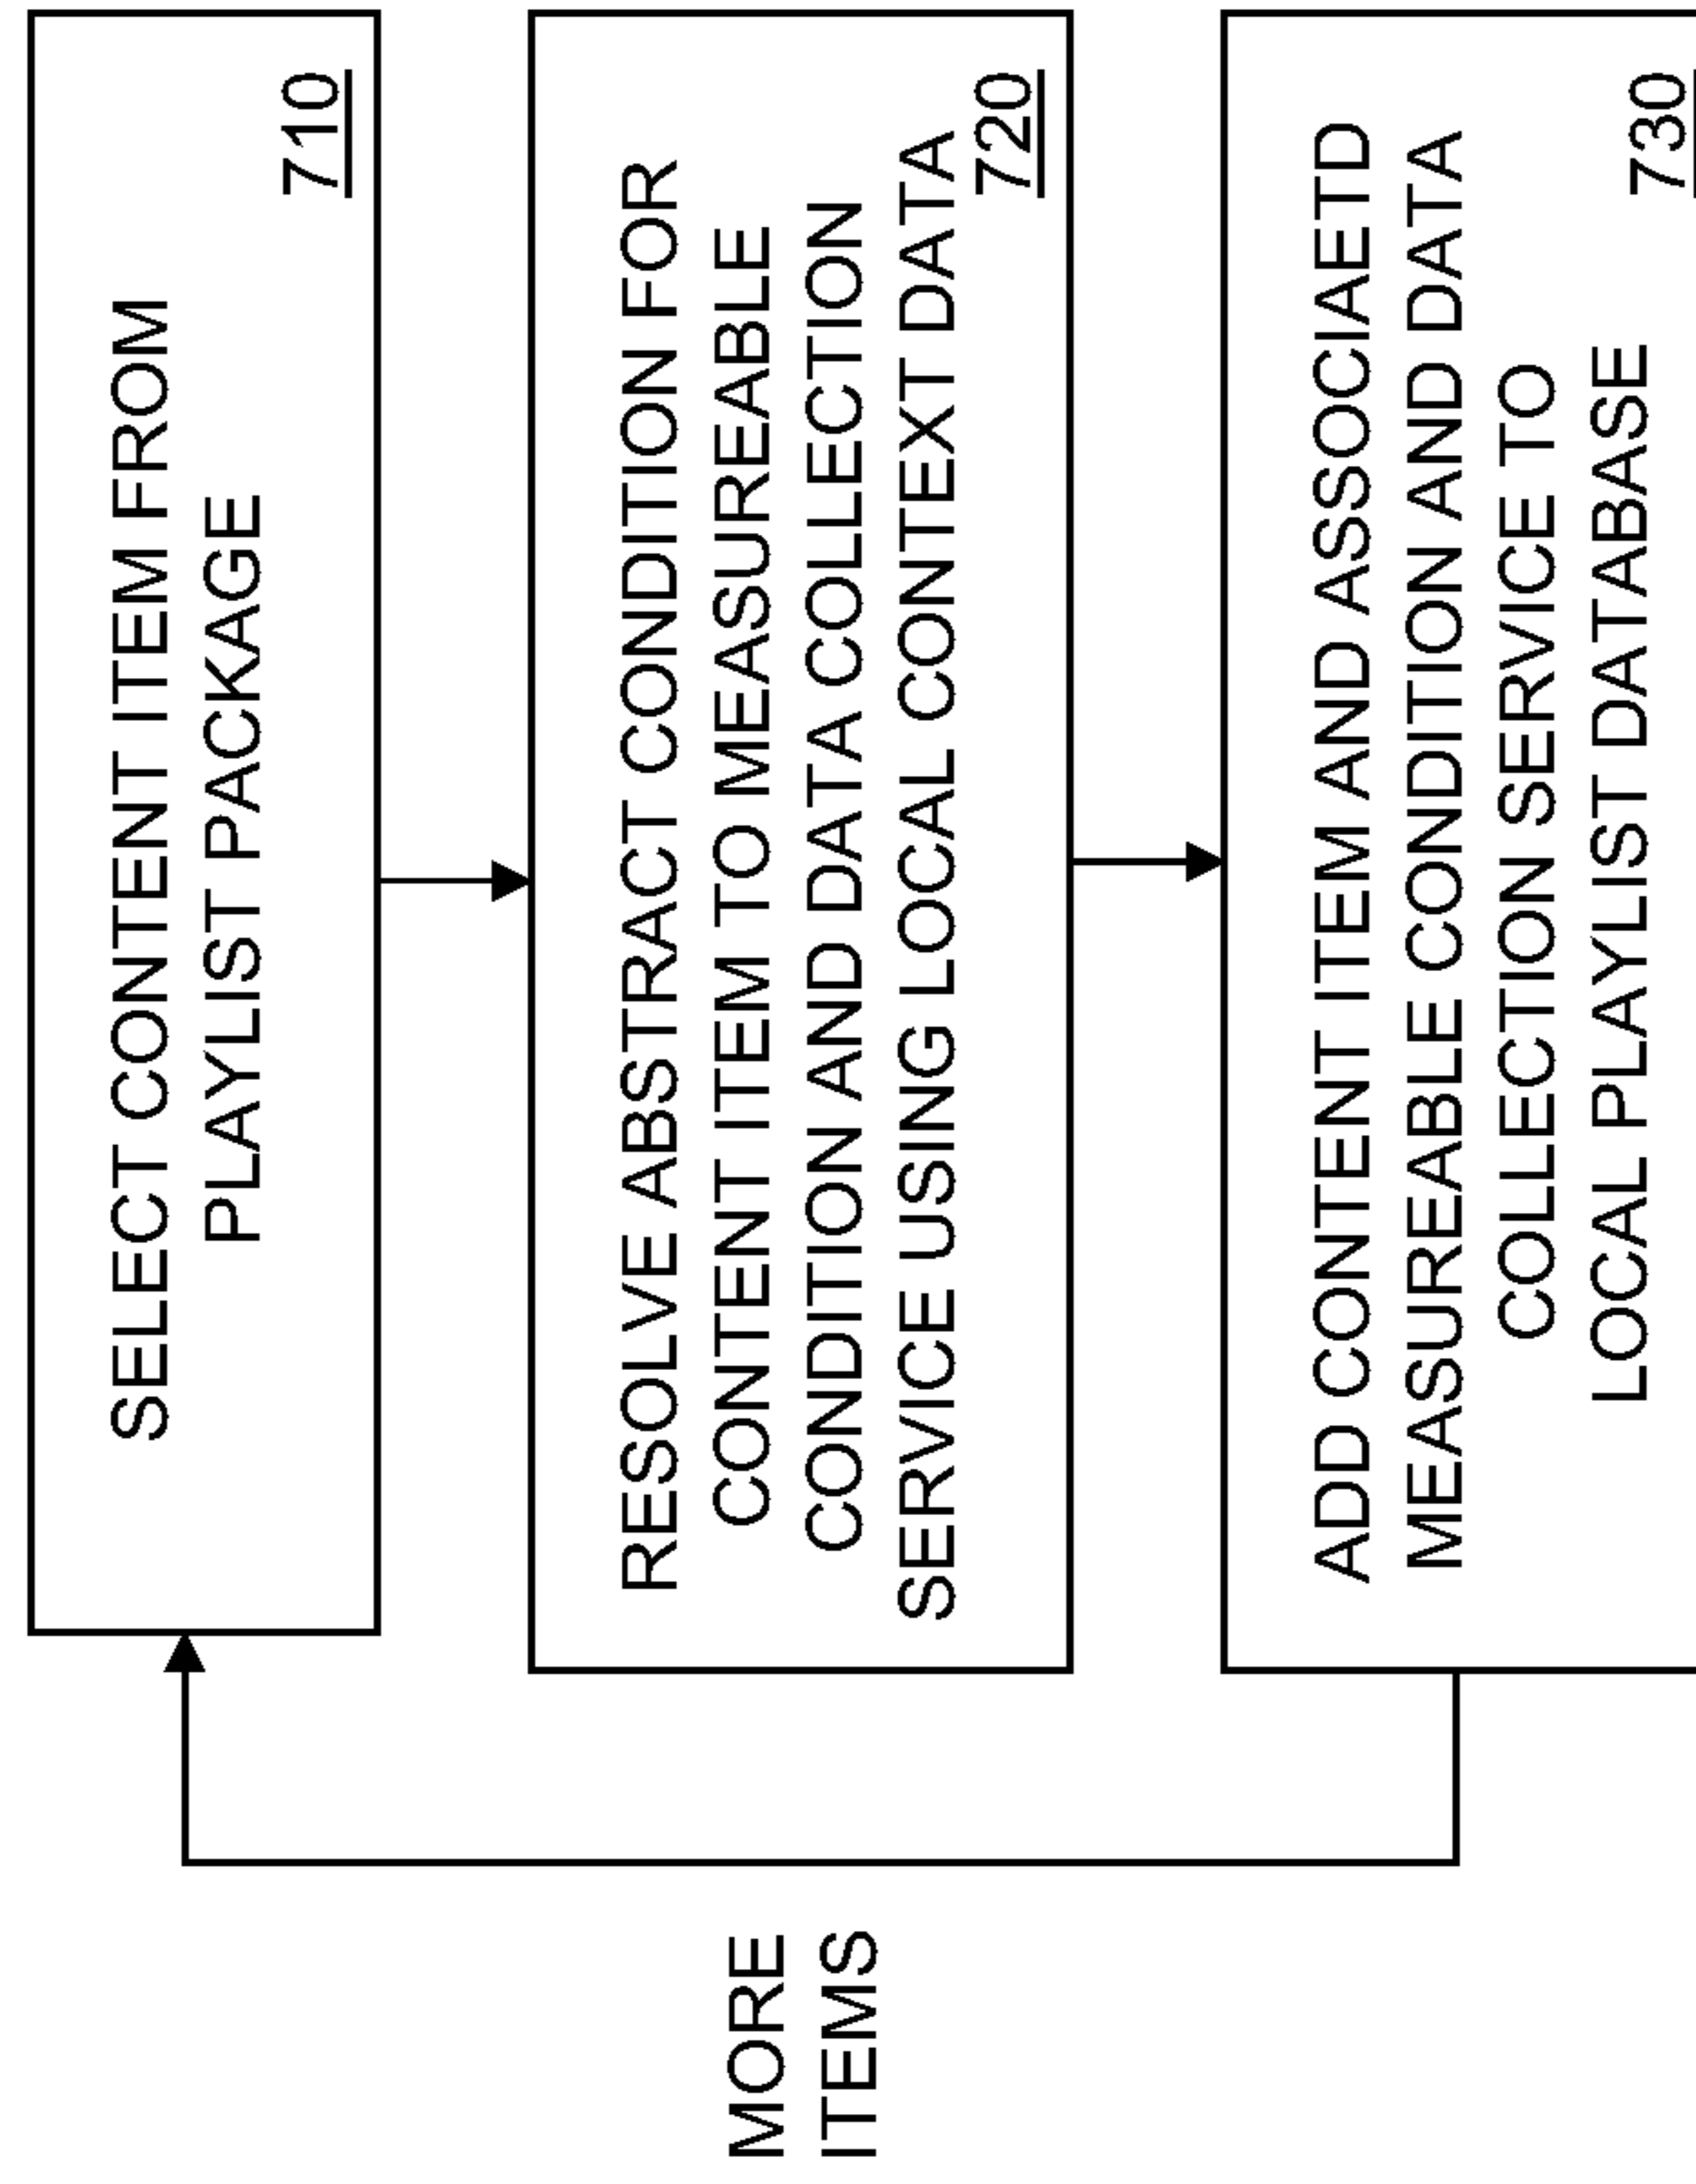 SELECT CONTENT ITEM FROM
PLAYLIST PACKAGE
710
RESOLVE ABSTRACT CONDITION FOR
CONTENT ITEM TO MEASUREABLE
CONDITION AND DATA COLLECTION
SERVICE USING LOCAL CONTEXT DATA
720
ADD CONTENT ITEM AND ASSOCIAETD
MEASUREABLE CONDITION AND DATA
COLLECTION SERVICE TO
LOCAL PLAYLIST DATABASE
730
MORE
ITEMS